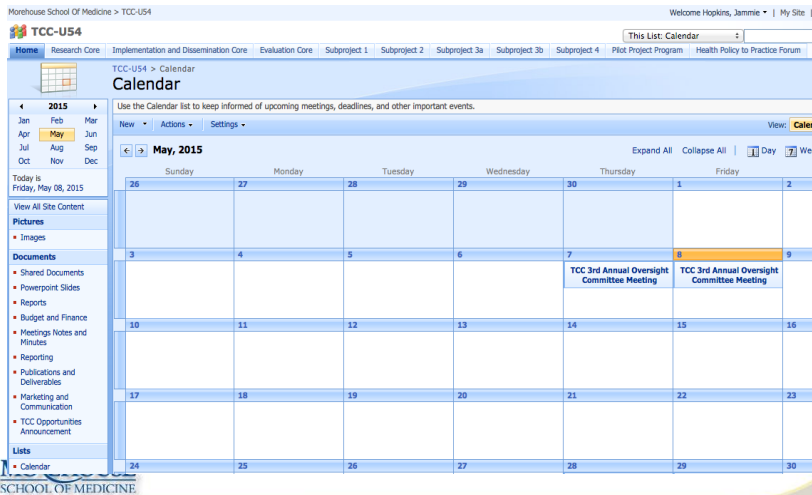 Morehouse School Of Medicine > TCC-U54
Welcome Hopkins, Jammie | My Site |
TCC-U54
This List: Calendar
Home Research Core Implementation and Dissemination Core Evaluation Core Subproject 1 Subproject 2 Subproject 3a Subproject 3b Subproject 4 Pilot Project Program Health Policy to Practice Forum
TCC-U54 > Calendar
Calendar
2015
Jan Feb Mar
Apr May Jun
Jul Aug Sep
Oct Nov Dec
Today is
Friday, May 08, 2015
View All Site Content
Pictures
Images
Documents
Shared Documents
Powerpoint Slides
Reports
Budget and Finance
Meetings Notes and
Minutes
Reporting
Publications and
Deliverables
Marketing and
Communication
TCC Opportunities
Announcement
Lists
Calendar
Use the Calendar list to keep informed of upcoming meetings, deadlines, and other important events.
New Actions Settings View: Caler
May, 2015 Expand All Collapse All | 1 Day 7 We
Sunday Monday Tuesday Wednesday Thursday Friday
26 27 28 29 30 1 2
3 4 5 6 7 8 9
TCC 3rd Annual Oversight
Committee Meeting
TCC 3rd Annual Oversight
Committee Meeting
10 11 12 13 14 15 16
17 18 19 20 21 22 23
24 25 26 27 28 29 30
SCHOOL OF MEDICINE